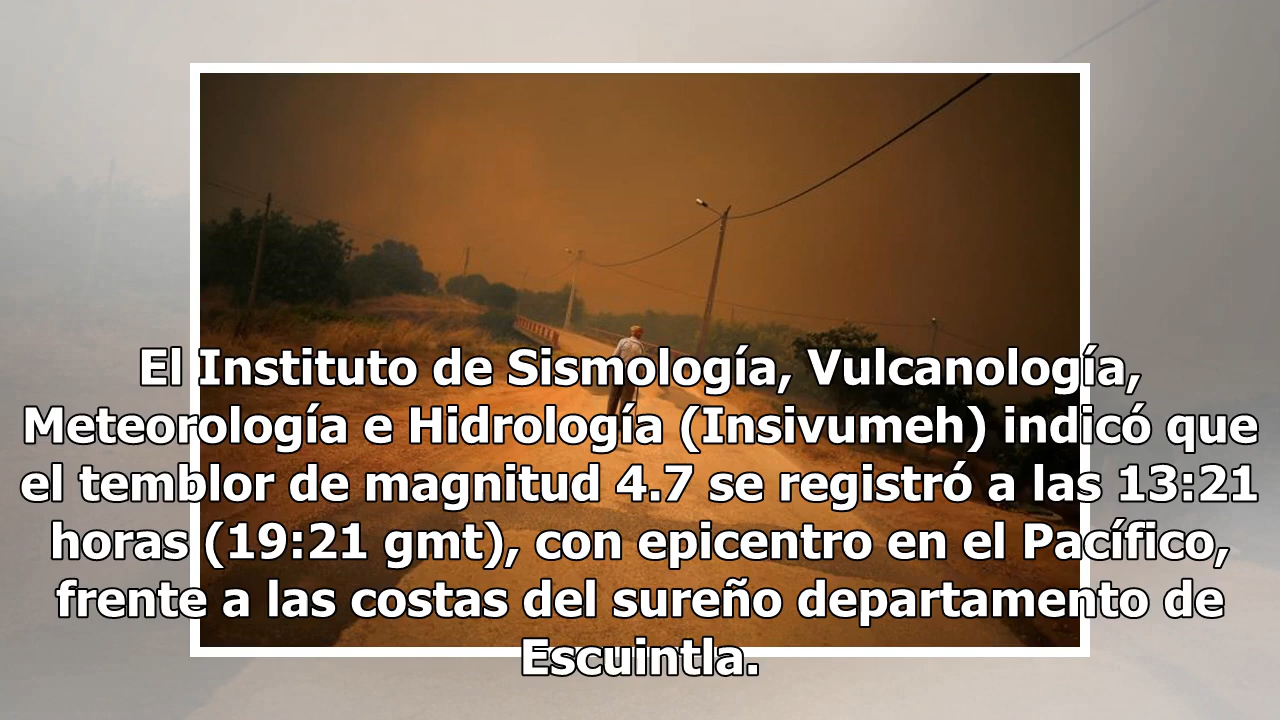 El Instituto de Sismología, Vulcanología,
Meteorología e Hidrología (Insivumeh) indicó que
el temblor de magnitud 4.7 se registró a las 13:21
horas (19:21 gmt), con epicentro en el Pacífico,
frente a las costas del sureño departamento de
Escuintla.